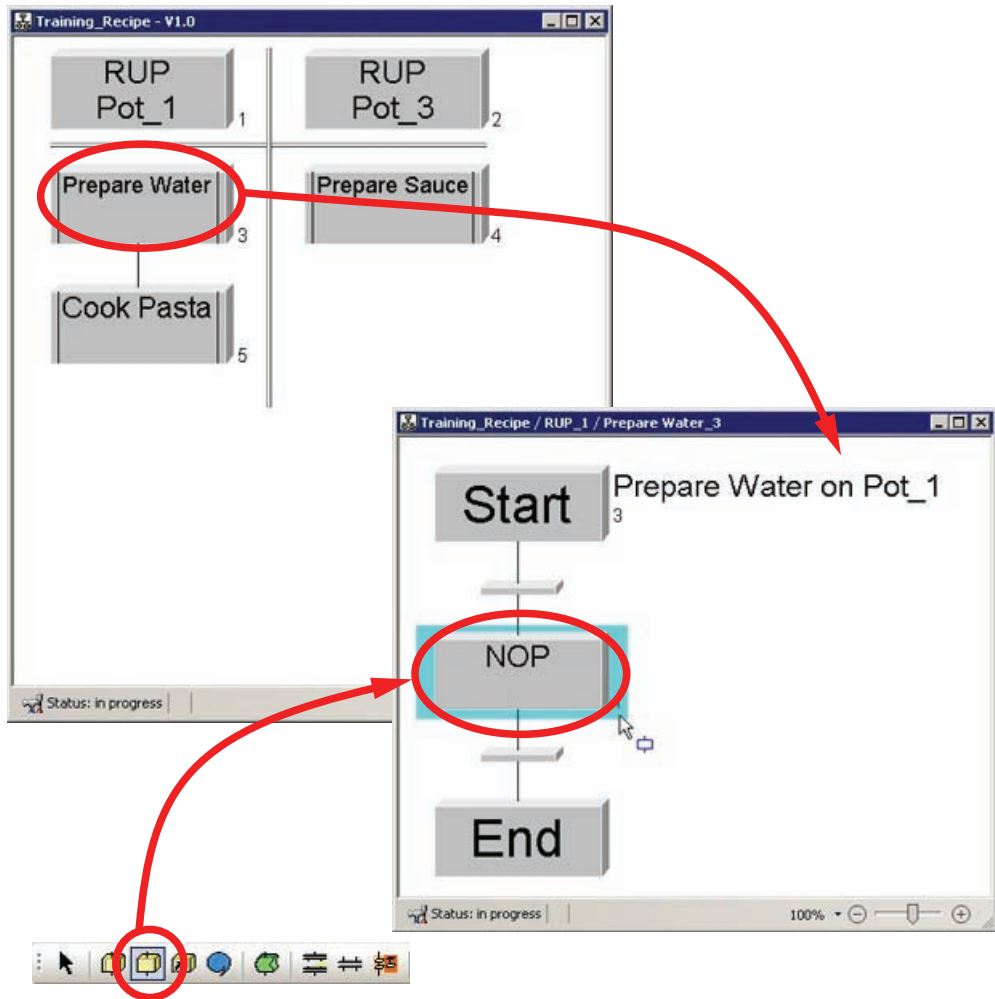 Training_Recipe - V1.0
RUP
Pot_1
1
RUP
Pot_3
2
Prepare Water
3
Prepare Sauce
4
Cook Pasta
5
Status: in progress
Training_Recipe / RUP_1 / Prepare Water_3
Start
Prepare Water on Pot_1
3
NOP
End
Status: in progress
100%